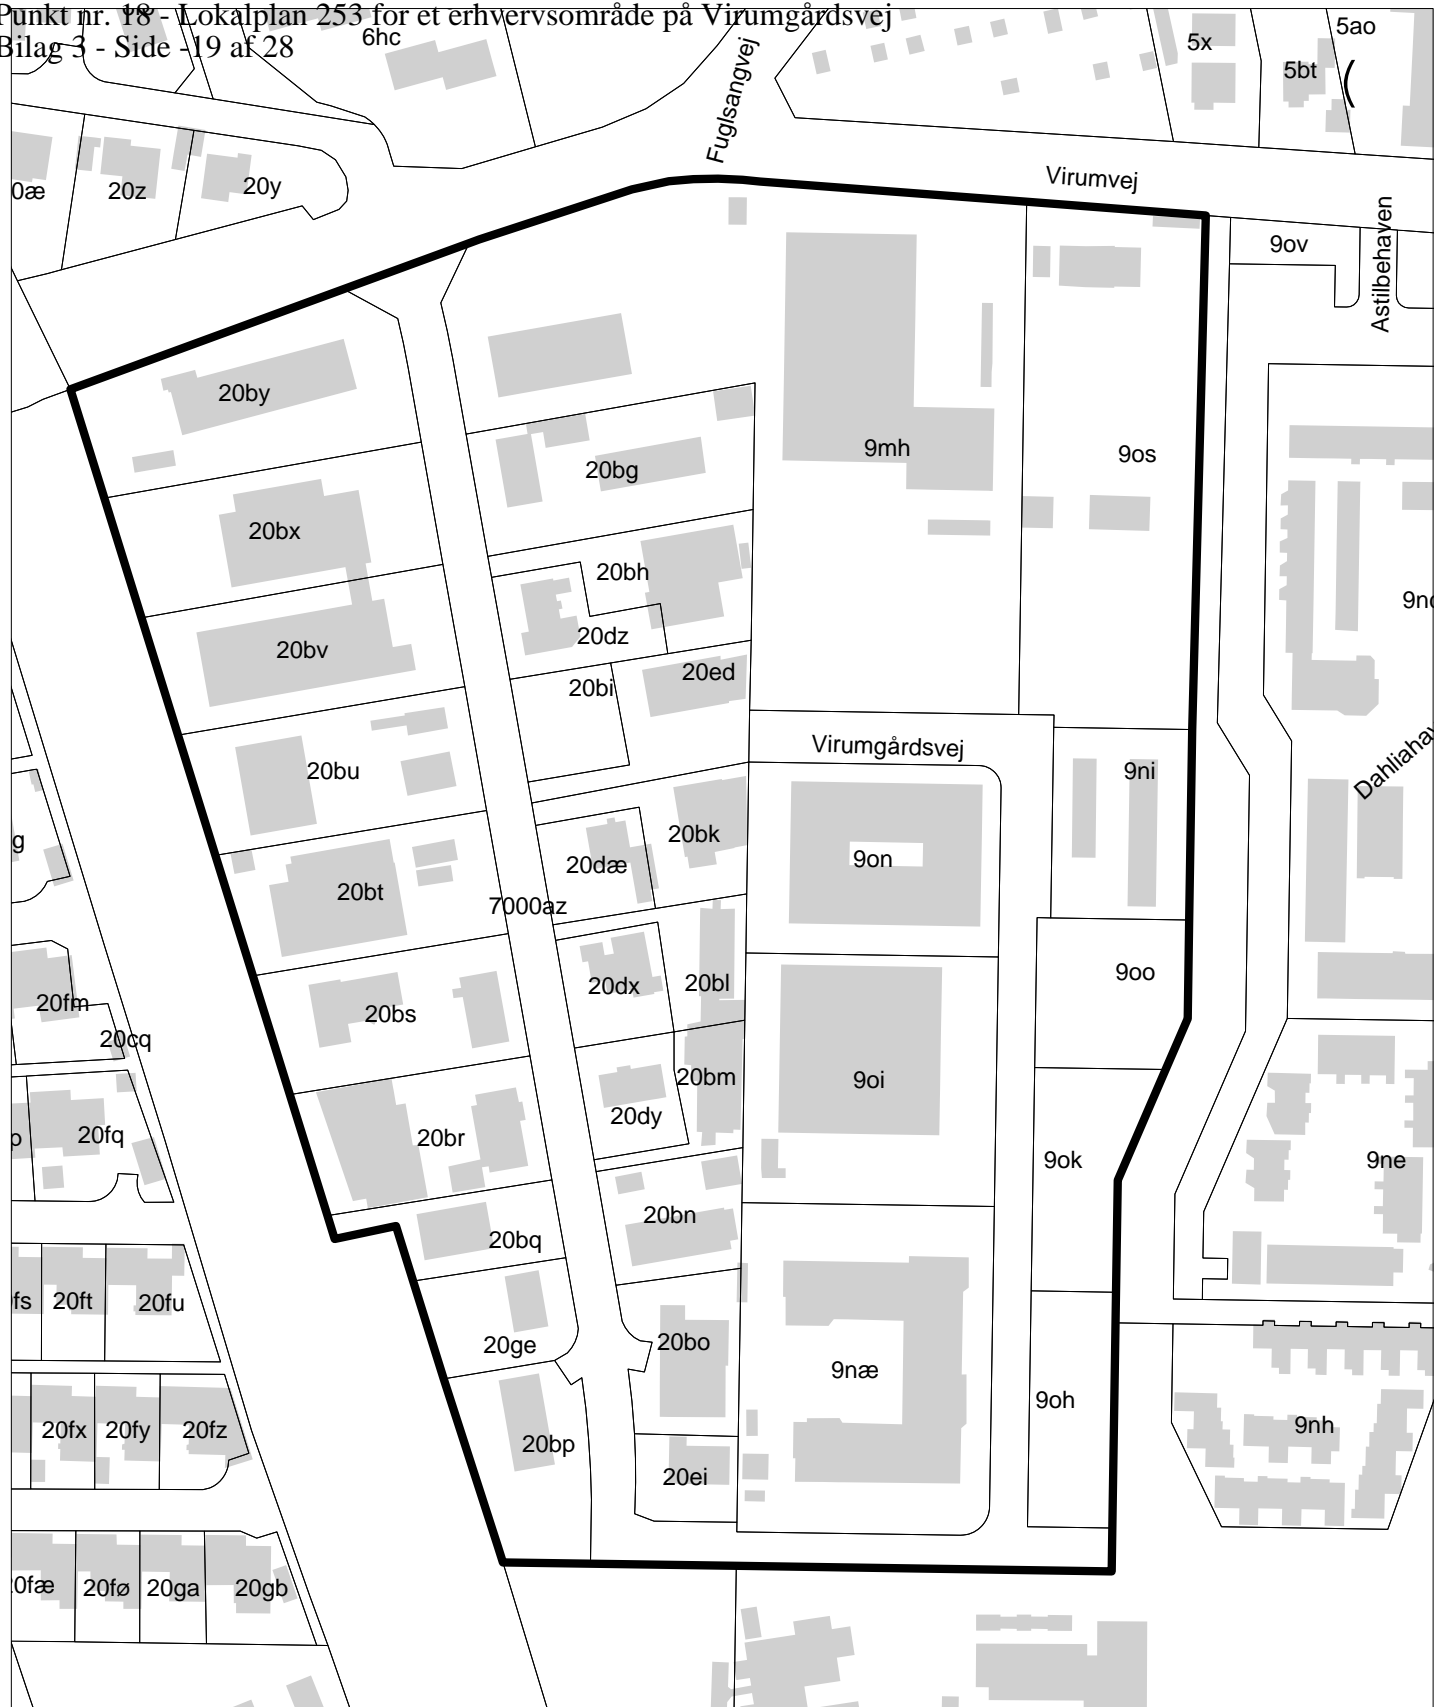 Punkt nr. 18 - Lokalplan 253 for et erhvervsområde på Virumgårdsvej
Bilag 3 - Side -19 af 28
6hc
Fuglsangvej
5x
5bt
5ao
(
0æ
20z
20y
Virumvej
9ov
Astilbehaven
20by
20bg
9mh
9os
20bx
20bh
20dz
20bv
20bi
20ed
Virumgårdsvej
20bu
9ni
Dahliahav
20bk
20dæ
9on
20bt
7000az
g
20dx
20bl
9oo
20fm
20bs
20cq
20bm
9oi
20dy
20fq
20br
9ok
9ne
20bn
20bq
fs
20ft
20fu
20ge
20bo
9næ
9oh
20fx
20fy
20fz
20bp
20ei
9nh
0fæ
20fø
20ga
20gb